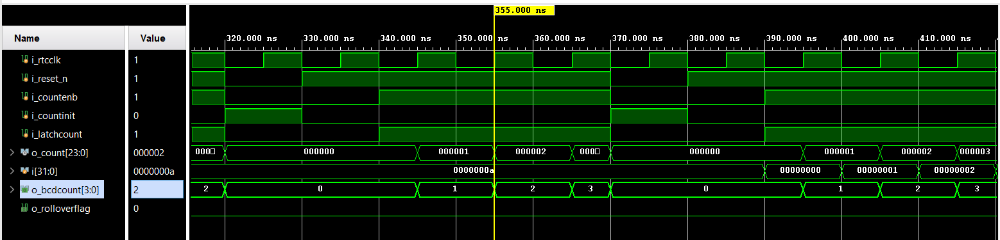 355.000 ns
Name Value
320.000 ns 330.000 ns 340.000 ns 350.000 ns 360.000 ns 370.000 ns 380.000 ns 390.000 ns 400.000 ns 410.000 ns
i_rtcclk 1
i_reset_n 1
i_countenb 1
i_countinit 0
i_latchcount 1
o_count[23:0] 000002 000 000000 000001 000002 000 000000 000001 000002 000003
i[31:0] 0000000a 0000000a 00000000 00000001 00000002
o_bcdcount[3:0] 2 2 0 1 2 3 0 1 2 3
o_rolloverflag 0